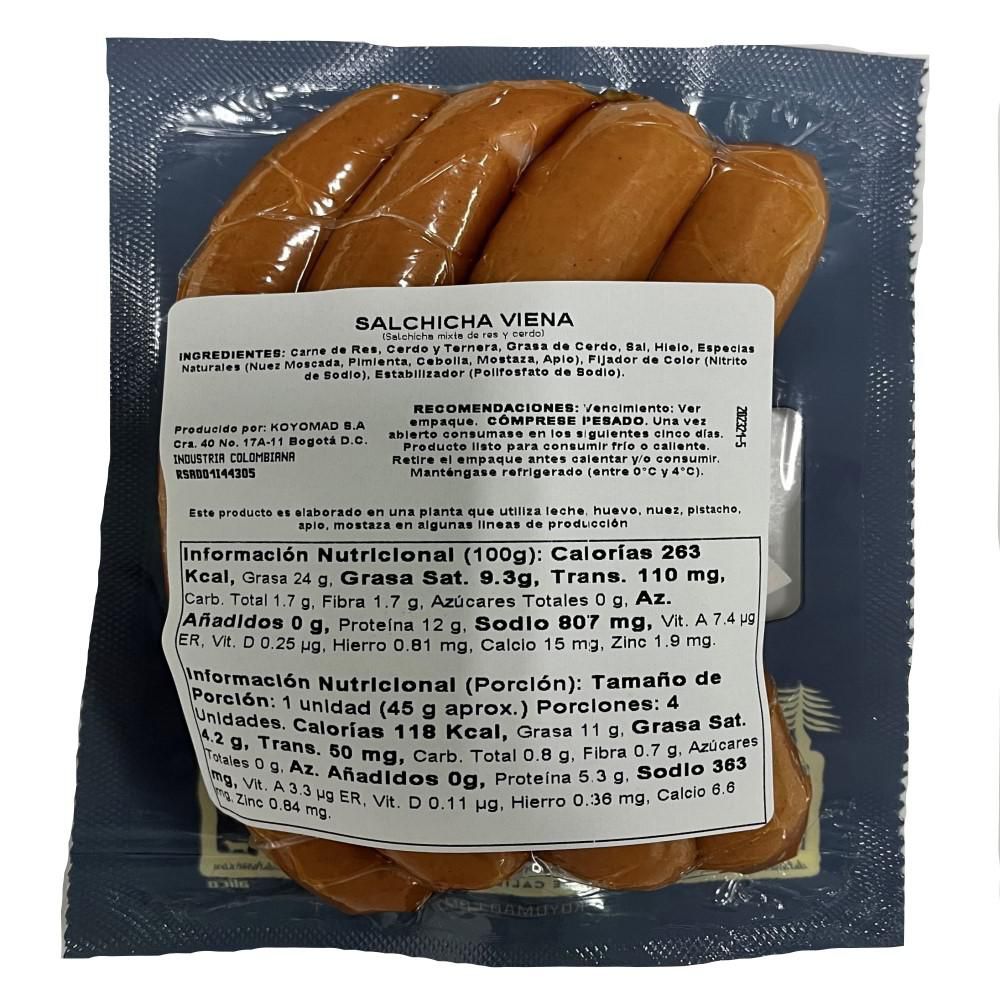 SALCHICHA VIENA
(Salchicha mixta de res y cerdo)
INGREDIENTES: Carne de Res, Cerdo y Ternera, Grasa de Cerdo, Sal, Hielo, Especias
Naturales (Nuez Moscada, Pimienta, Cebolla, Mostaza, Apio), Fijador de Color (Nitrito
de Sodio), Estabilizador (Polifosfato de Sodio).
Producido por: KOYOMAD S.A
Cra. 40 No. 17A-11 Bogotá D.C.
INDUSTRIA COLOMBIANA
RSAD04I44305
RECOMENDACIONES: Vencimiento: Ver
empaque. CÓMPRESE PESADO. Una vez
abierto consumase en los siguientes cinco días.
Producto listo para consumir frío o caliente.
Retire el empaque antes calentar y/o consumir.
Manténgase refrigerado (entre 0°C y 4°C).
202321-5
Este producto es elaborado en una planta que utiliza leche, huevo, nuez, pistacho,
apio, mostaza en algunas lineas de producción
Información Nutricional (100g): Calorías 263
Kcal, Grasa 24 g, Grasa Sat. 9.3g, Trans. 110 mg,
Carb. Total 1.7 g, Fibra 1.7 g, Azúcares Totales 0 g, Az.
Añadidos 0 g, Proteína 12 g, Sodio 807 mg, Vit. A 7.4 µg
ER, Vit. D 0.25 µg, Hierro 0.81 mg, Calcio 15 mg, Zinc 1.9 mg.
Información Nutricional (Porción): Tamaño de
Porción: 1 unidad (45 g aprox.) Porciones: 4
Unidades. Calorías 118 Kcal, Grasa 11 g, Grasa Sat.
4.2 g, Trans. 50 mg, Carb. Total 0.8 g, Fibra 0.7 g, Azúcares
Totales 0 g, Az. Añadidos 0g, Proteína 5.3 g, Sodio 363
mg, Vit. A 3.3 µg ER, Vit. D 0.11 µg, Hierro 0.36 mg, Calcio 6.6
mg, Zinc 0.84 mg.